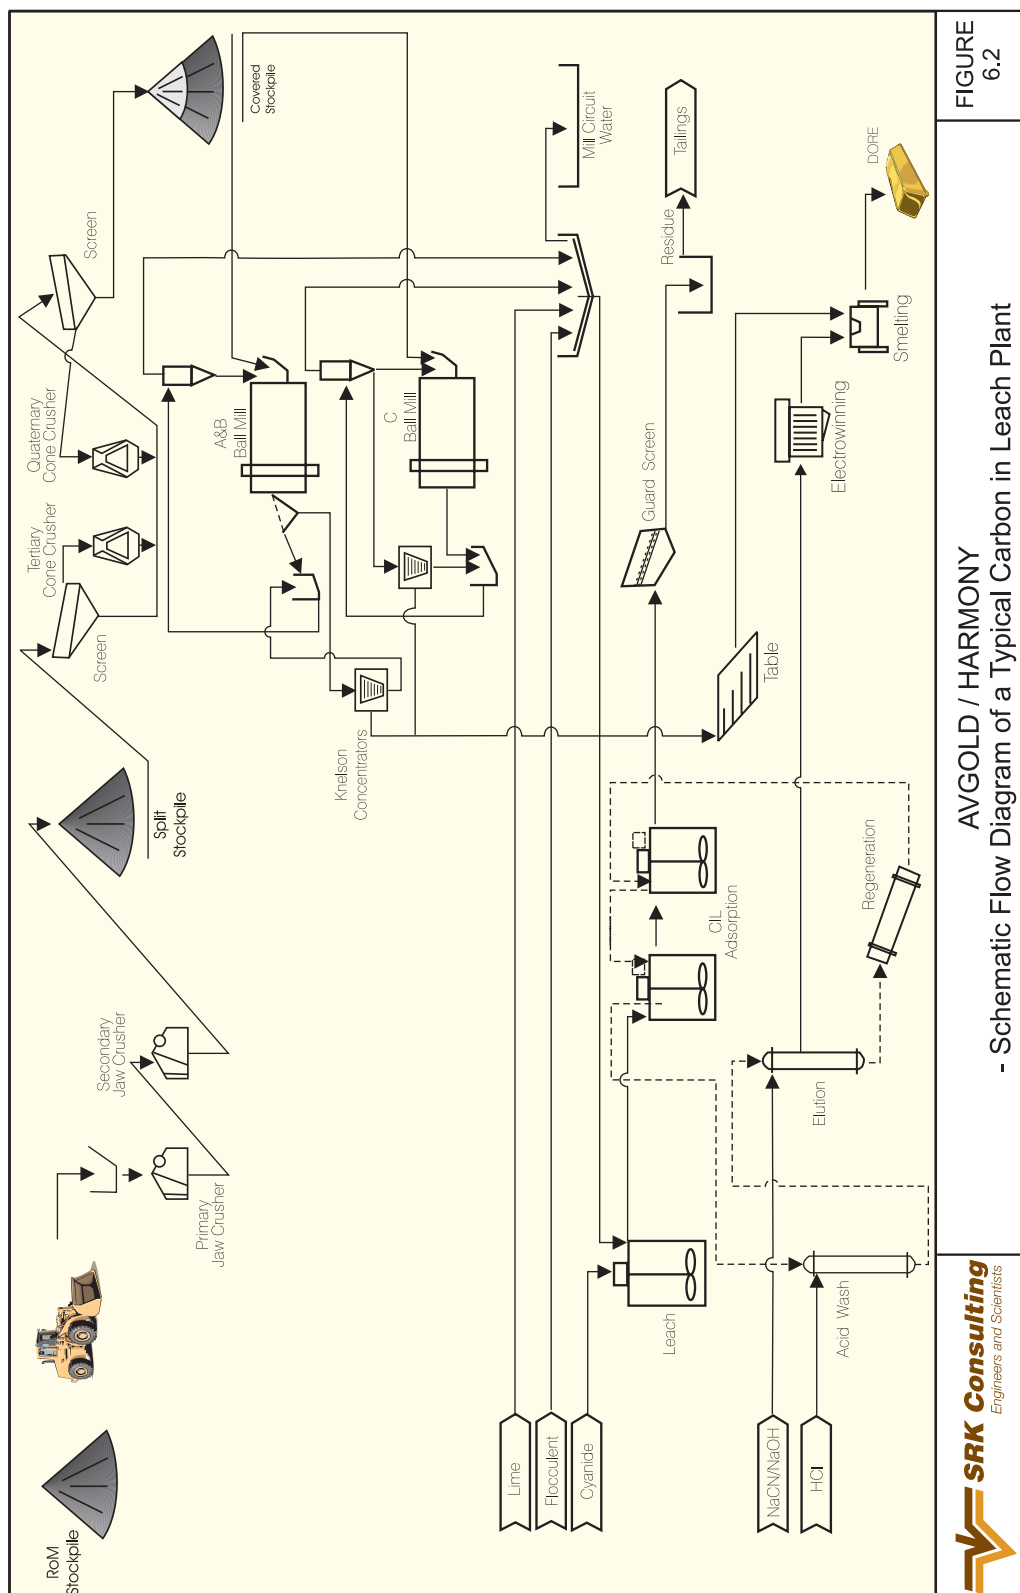 RoM
Stockpile
Primary
Jaw Crusher
Secondary
Jaw Crusher
Split
Stockpile
Screen
Tertiary
Cone Crusher
Quaternary
Cone Crusher
Screen
Covered
Stockpile
A&B
Ball Mill
C
Ball Mill
Knelson
Concentrators
Mill Circuit
Water
Lime
Flocculent
Cyanide
Leach
CIL
Adsorption
Guard Screen
Residue
Tailings
Table
NaCN/NaOH
HCl
Acid Wash
Elution
Regeneration
Electrowinning
Smelting
DORE
SRK Consulting
Engineers and Scientists
AVGOLD / HARMONY
- Schematic Flow Diagram of a Typical Carbon in Leach Plant
FIGURE
6.2